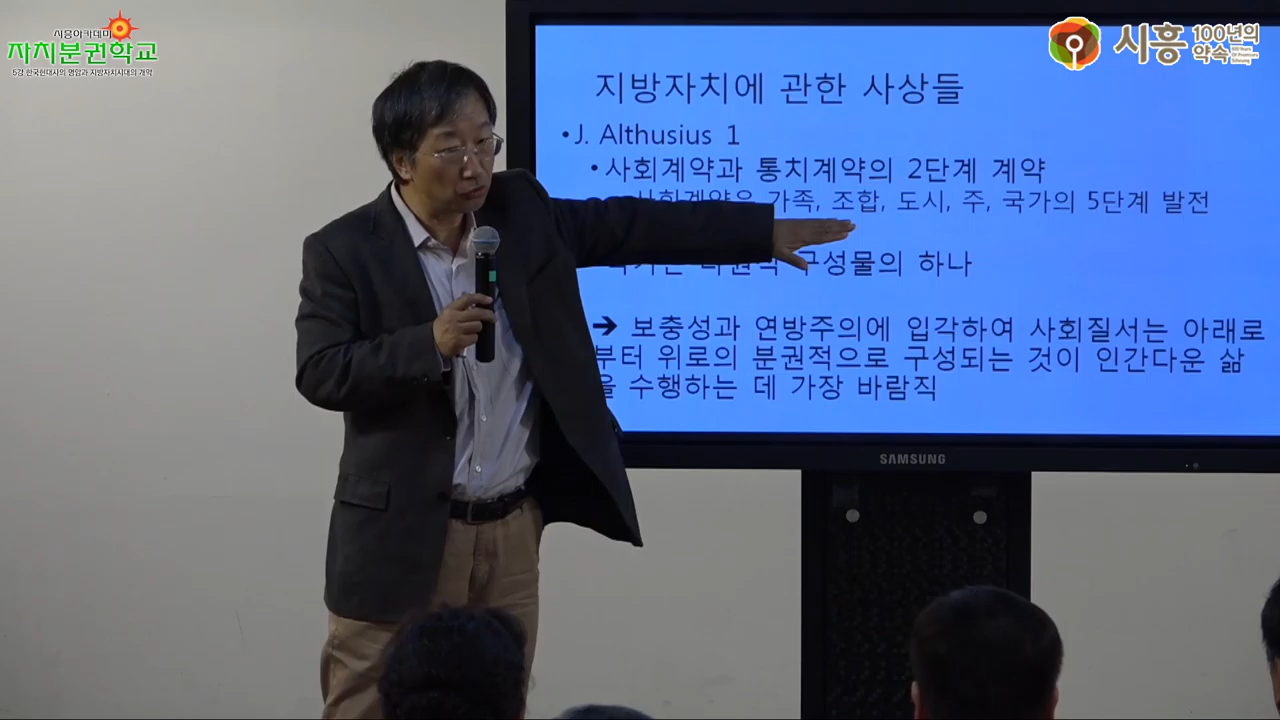 시흥아카데미
자치분권학교
5강 한국현대사의 명암과 지방자치시대의 개막
시흥 100년의 약속
지방자치에 관한 사상들
•J. Althusius 1
•사회계약과 통치계약의 2단계 계약
사회계약은 가족, 조합, 도시, 주, 국가의 5단계 발전
구성물의 하나
➔ 보충성과 연방주의에 입각하여 사회질서는 아래로
부터 위로의 분권적으로 구성되는 것이 인간다운 삶
을 수행하는 데 가장 바람직
SAMSUNG